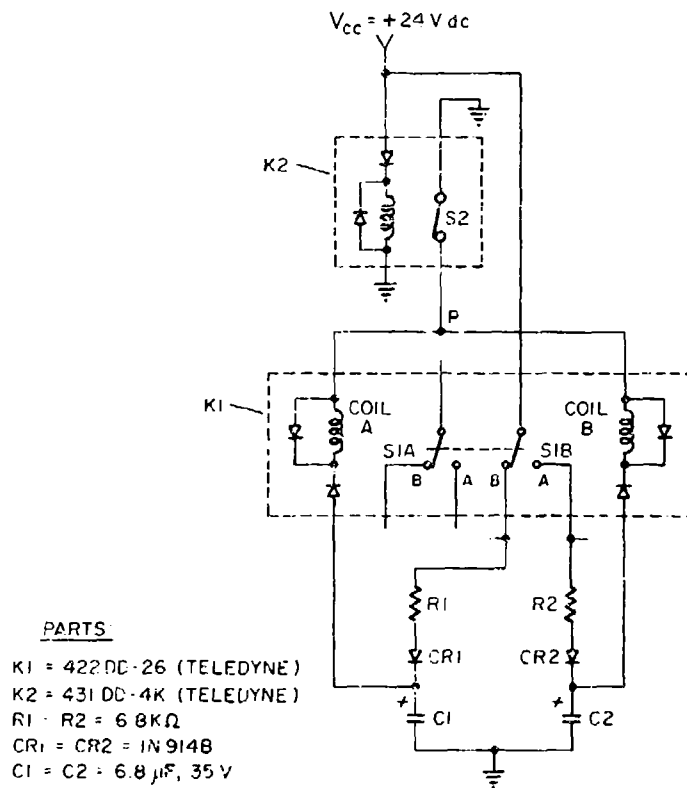 Vcc = +24 V dc
K2
S2
P
K1
COIL
A
COIL
B
S1A
S1B
B
A
B
A
R1
R2
CR1
CR2
+
C1
+
C2
PARTS
K1 = 422DD-26 (TELEDYNE)
K2 = 431DD-4K (TELEDYNE)
R1 - R2 = 6.8KΩ
CR1 = CR2 = 1N914B
C1 = C2 = 6.8 µF, 35 V